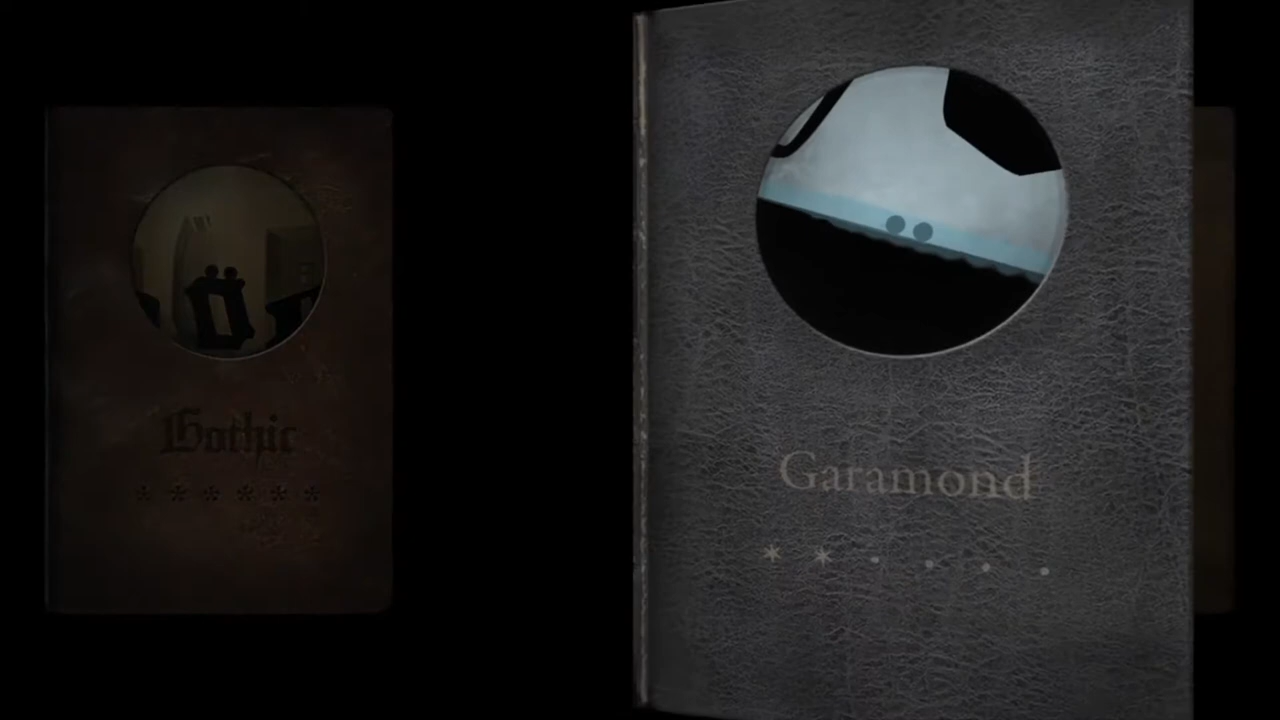 Gothic
* * * * * *
Garamond
* * • • • •